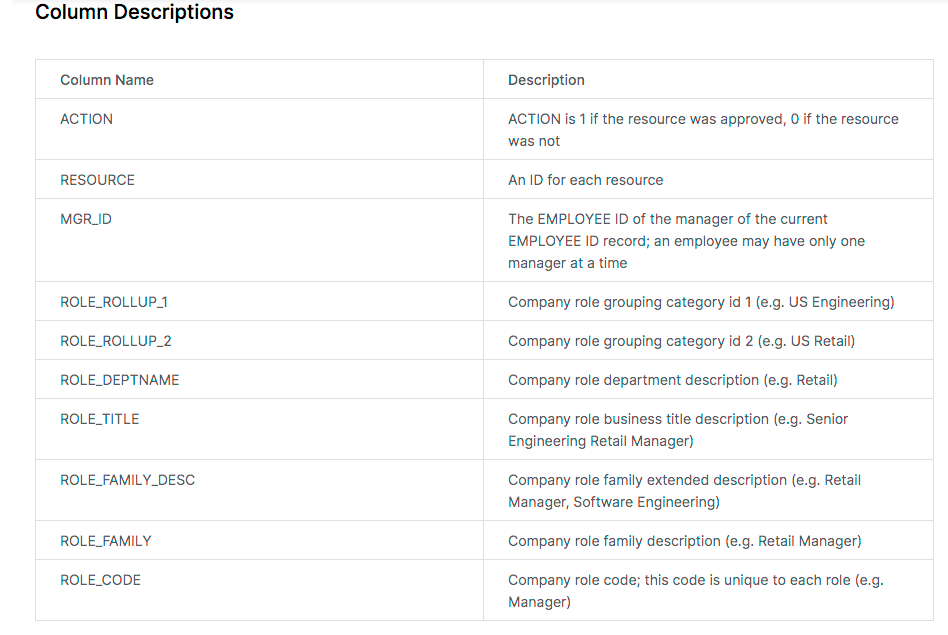 Column Descriptions
Column Name Description
ACTION ACTION is 1 if the resource was approved, 0 if the resource
was not
RESOURCE An ID for each resource
MGR_ID The EMPLOYEE ID of the manager of the current
EMPLOYEE ID record; an employee may have only one
manager at a time
ROLE_ROLLUP_1 Company role grouping category id 1 (e.g. US Engineering)
ROLE_ROLLUP_2 Company role grouping category id 2 (e.g. US Retail)
ROLE_DEPTNAME Company role department description (e.g. Retail)
ROLE_TITLE Company role business title description (e.g. Senior
Engineering Retail Manager)
ROLE_FAMILY_DESC Company role family extended description (e.g. Retail
Manager, Software Engineering)
ROLE_FAMILY Company role family description (e.g. Retail Manager)
ROLE_CODE Company role code; this code is unique to each role (e.g.
Manager)